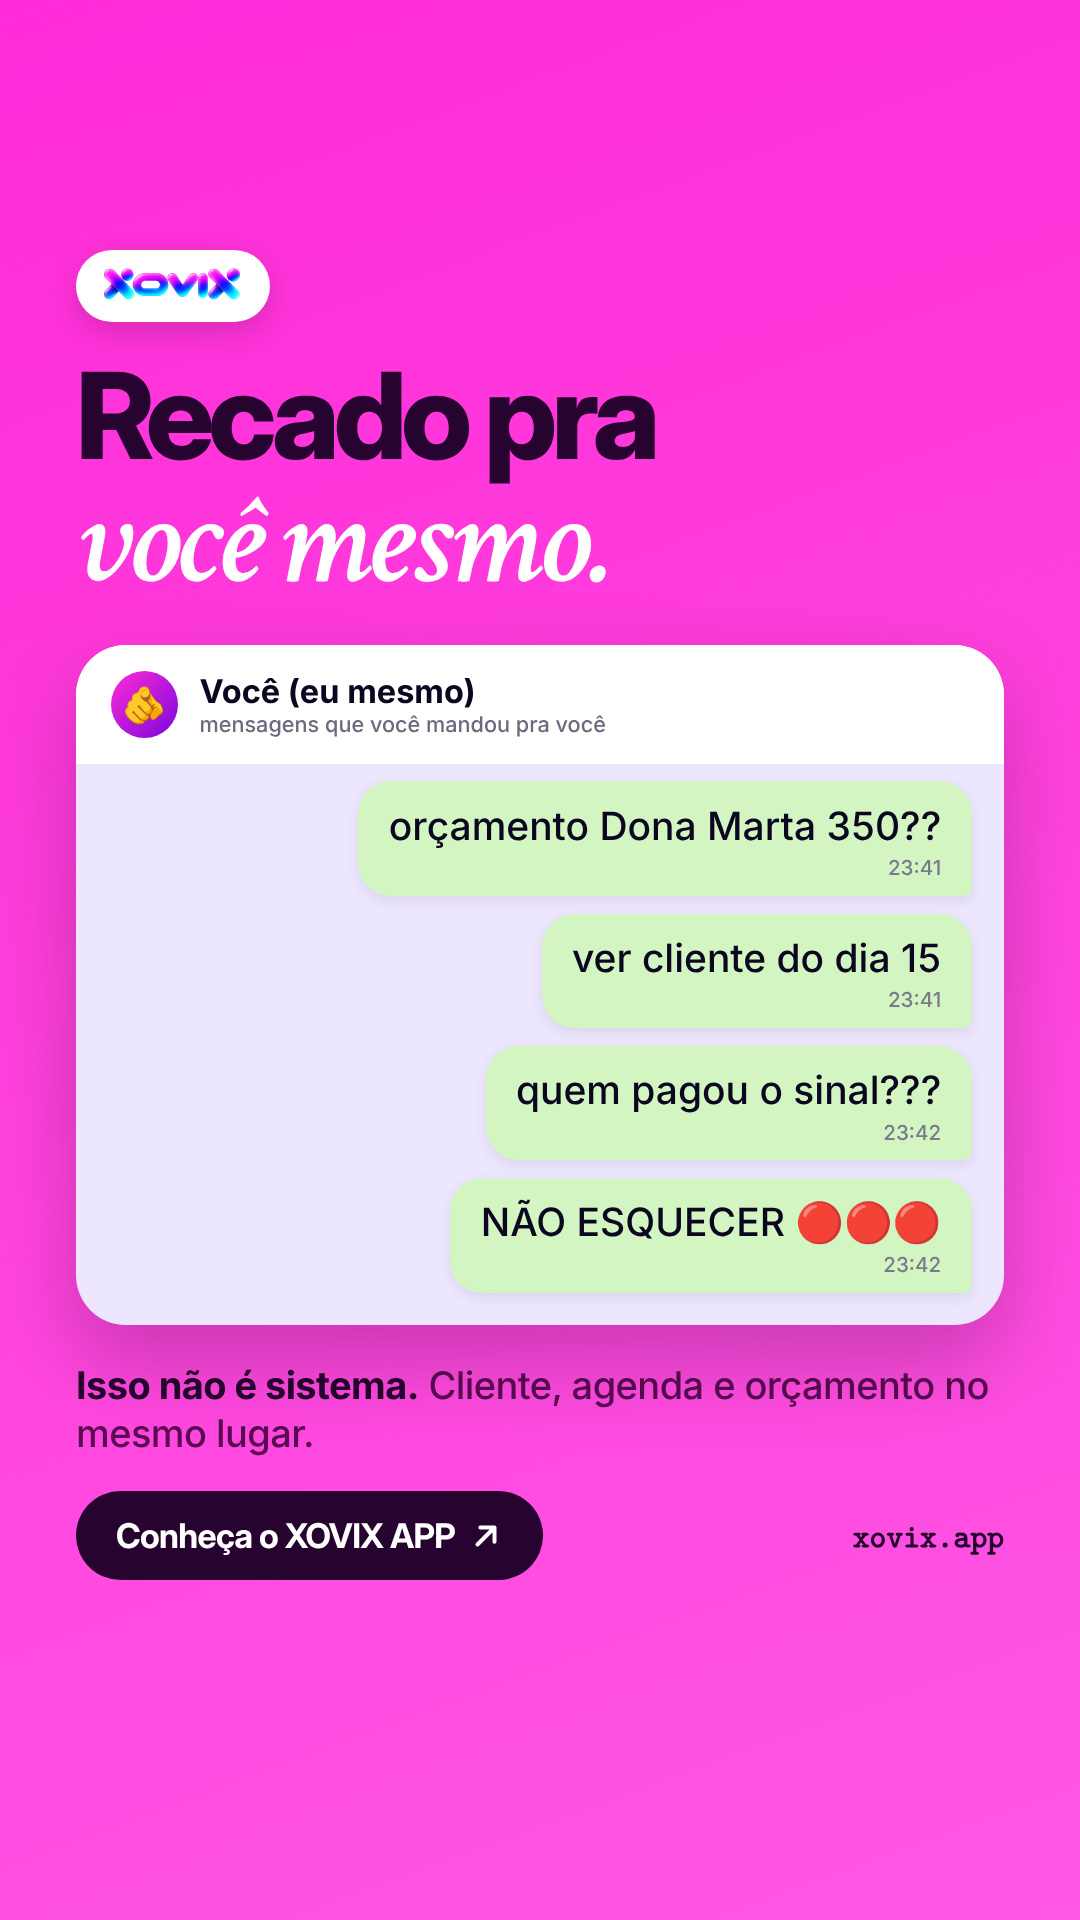 XOVIX
Recado pra
você mesmo.
Você (eu mesmo)
mensagens que você mandou pra você
orçamento Dona Marta 350??
23:41
ver cliente do dia 15
23:41
quem pagou o sinal???
23:42
NÃO ESQUECER 🔴🔴🔴
23:42
Isso não é sistema. Cliente, agenda e orçamento no
mesmo lugar.
Conheça o XOVIX APP ↗
xovix.app